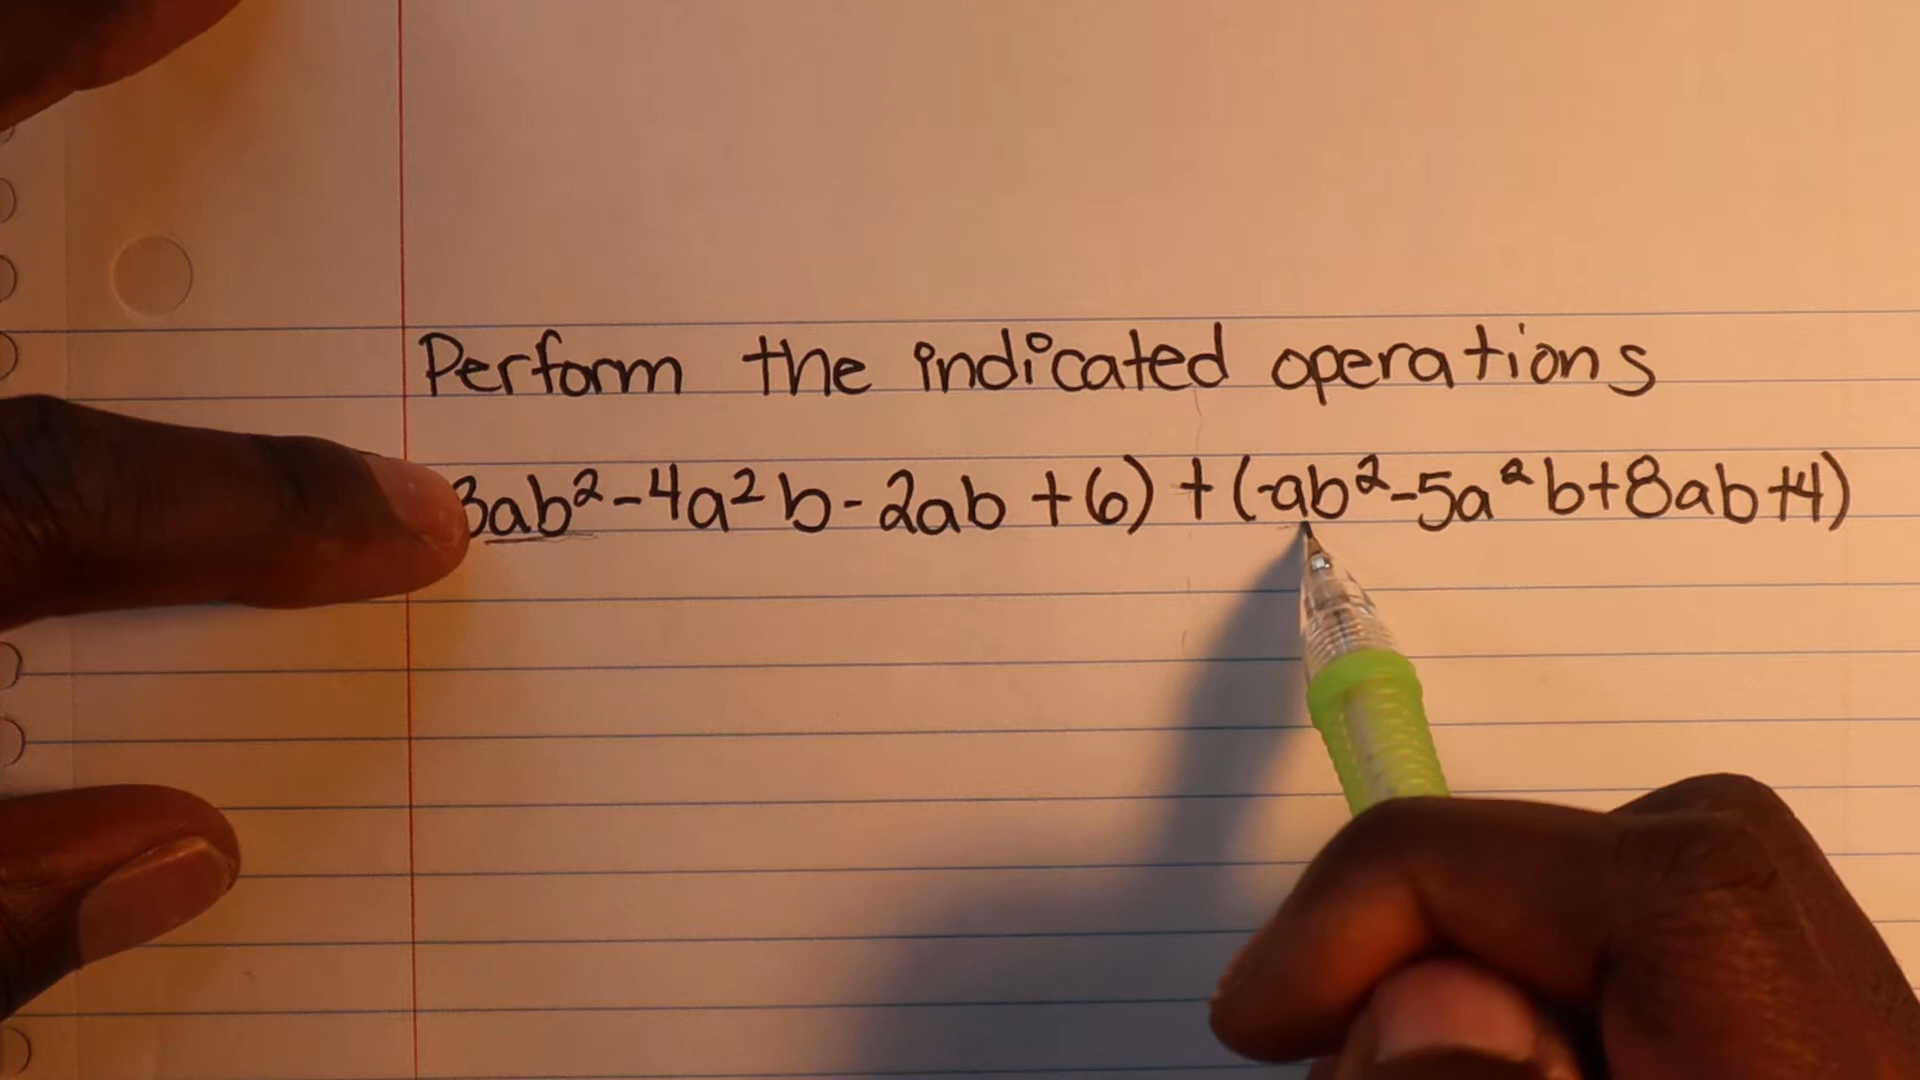 Perform the indicated operations
3ab²-4a²b-2ab+6)+(-ab²-5a²b+8ab+4)